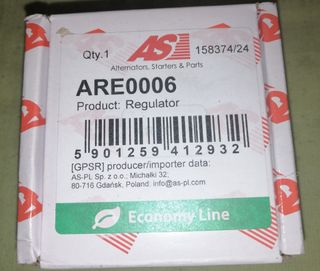 Qty.1 AS 158374/24
Alternators, Starters & Parts
ARE0006
Product: Regulator
5 901259 412932
[GPSR] producer/importer data:
AS-PL Sp. z o.o.; Michałki 32;
80-716 Gdańsk, Poland; info@as-pl.com
Economy Line